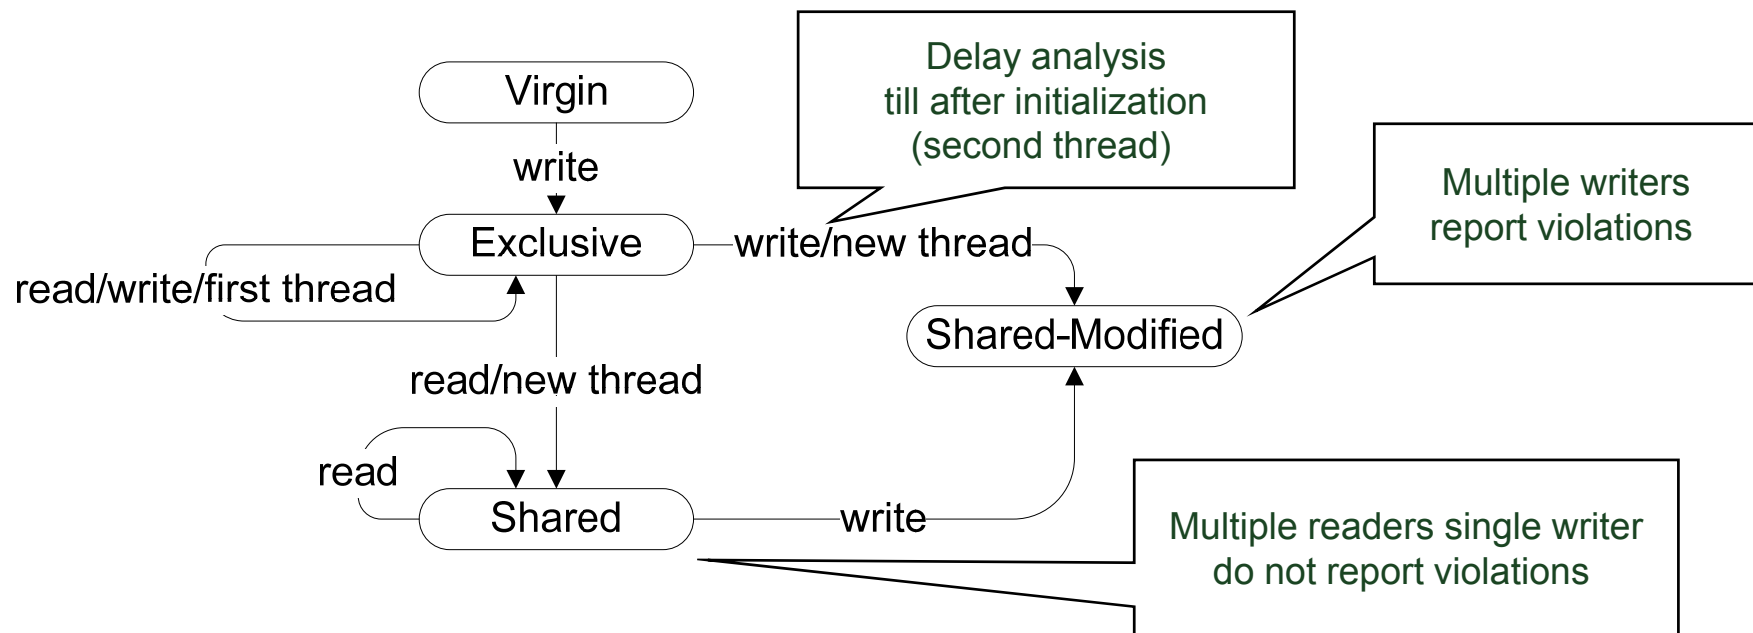 Virgin
write
Exclusive
read/write/first thread
write/new thread
Delay analysis
till after initialization
(second thread)
Multiple writers
report violations
Shared-Modified
read/new thread
read
Shared
write
Multiple readers single writer
do not report violations